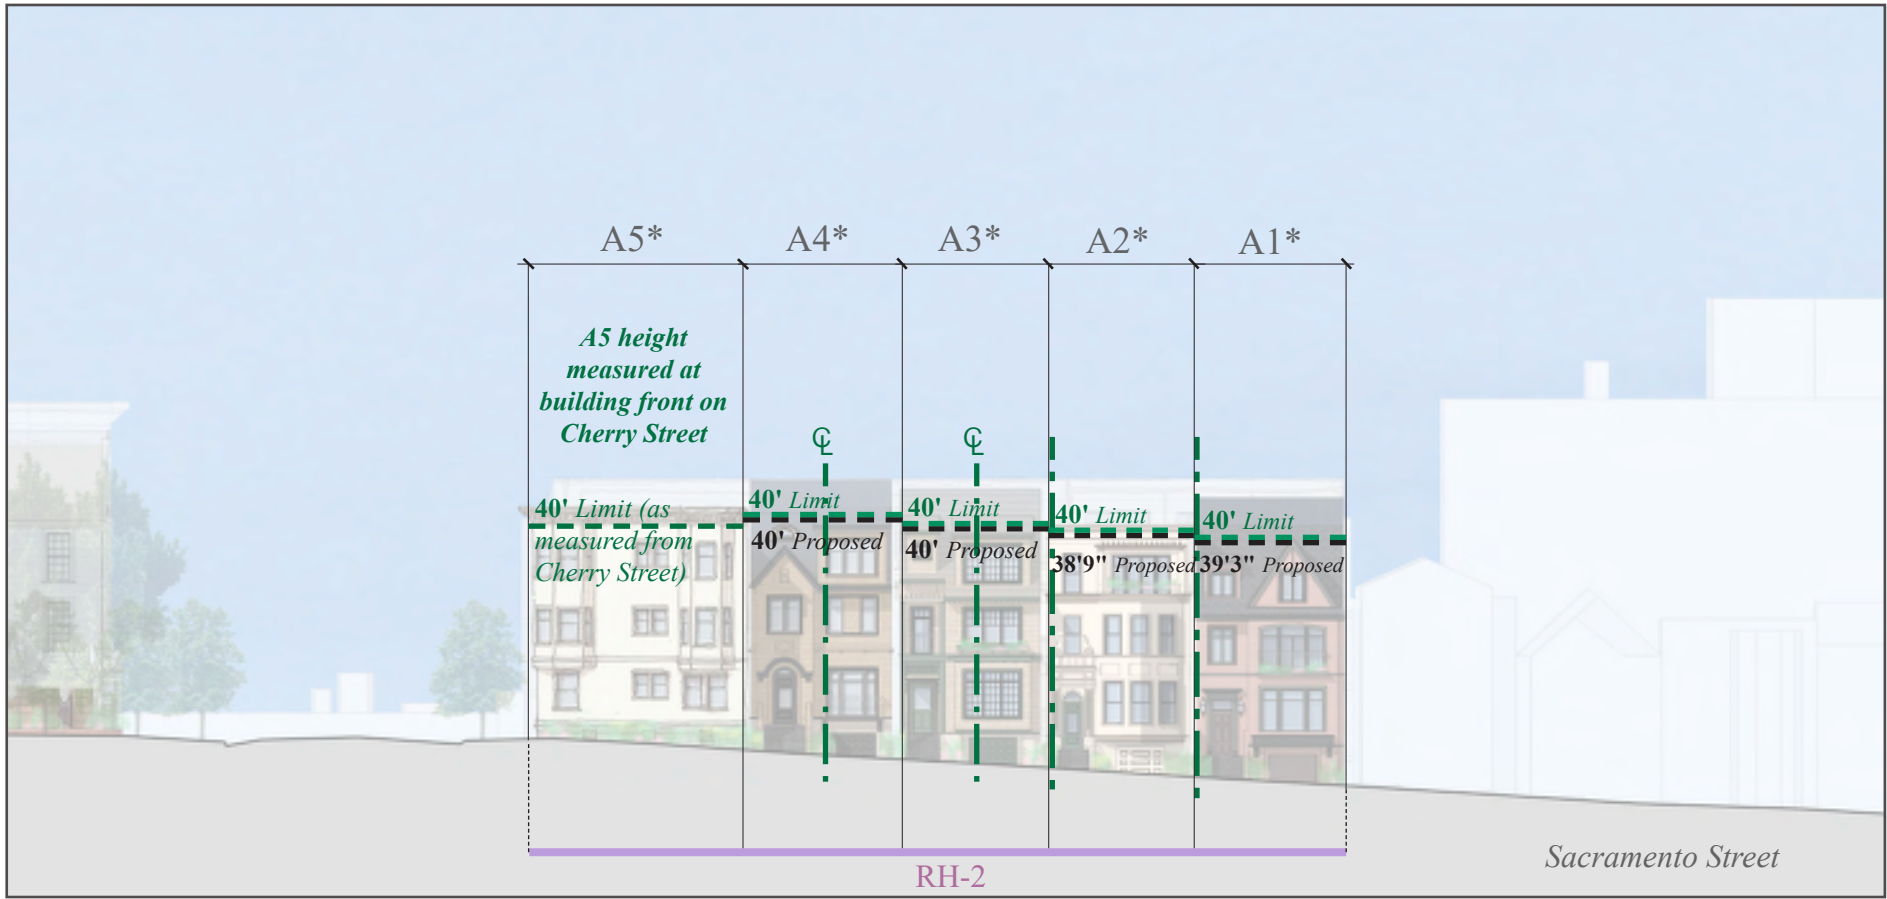 A5* A4* A3* A2* A1*
A5 height
measured at
building front on
Cherry Street
℄ ℄
40' Limit (as
measured from
Cherry Street)
40' Limit
40' Proposed
40' Limit
40' Proposed
40' Limit
38'9" Proposed
40' Limit
39'3" Proposed
Sacramento Street
RH-2